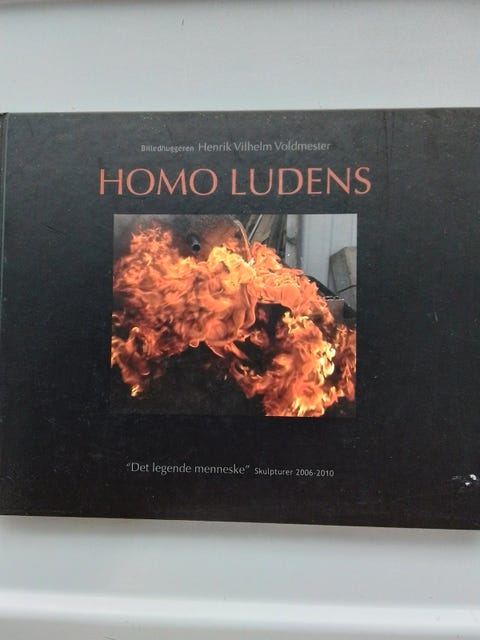 Billedhuggeren Henrik Vilhelm Voldmester
HOMO LUDENS
"Det legende menneske" Skulpturer 2006-2010